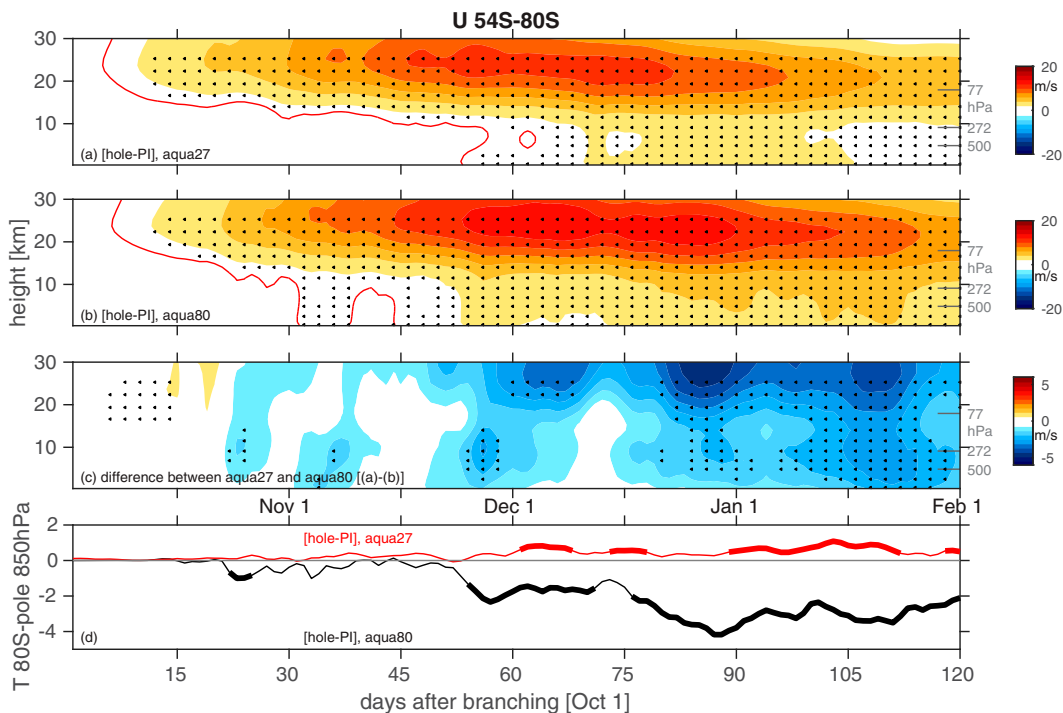 U 54S-80S
30
20
10
(a) [hole-PI], aqua27
77
hPa
272
500
20
m/s
0
-20
30
20
10
(b) [hole-PI], aqua80
77
hPa
272
500
20
0
m/s
-20
height [km]
30
20
10
(c) difference between aqua27 and aqua80 [(a)-(b)]
77
hPa
272
500
5
0
m/s
-5
Nov 1 Dec 1 Jan 1 Feb 1
T 80S-pole 850hPa
2
0
-2
-4
[hole-PI], aqua27
(d) [hole-PI], aqua80
15 30 45 60 75 90 105 120
days after branching [Oct 1]